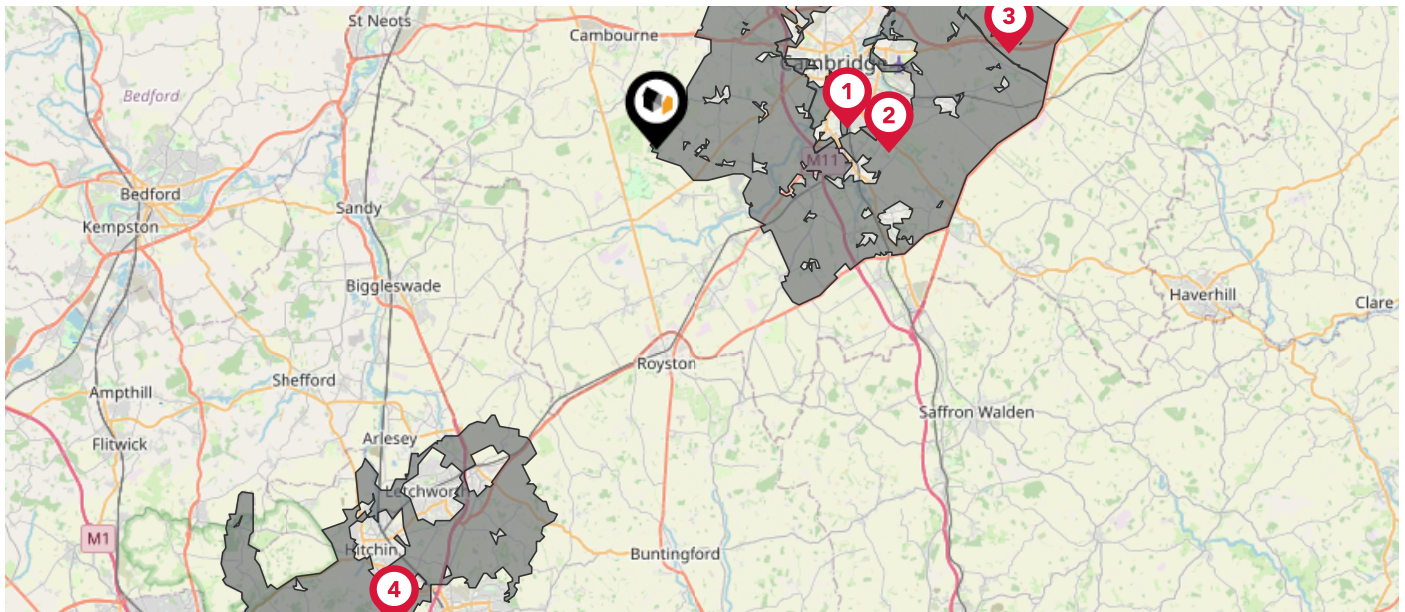 St Neots
Cambourne
3
Cambridge
Bedford
1
2
M11
Bedford
Sandy
Kempston
Biggleswade
Haverhill
Clare
Royston
Shefford
Ampthill
Saffron Walden
Flitwick
Arlesey
Letchworth
M1
Hitchin
Buntingford
4